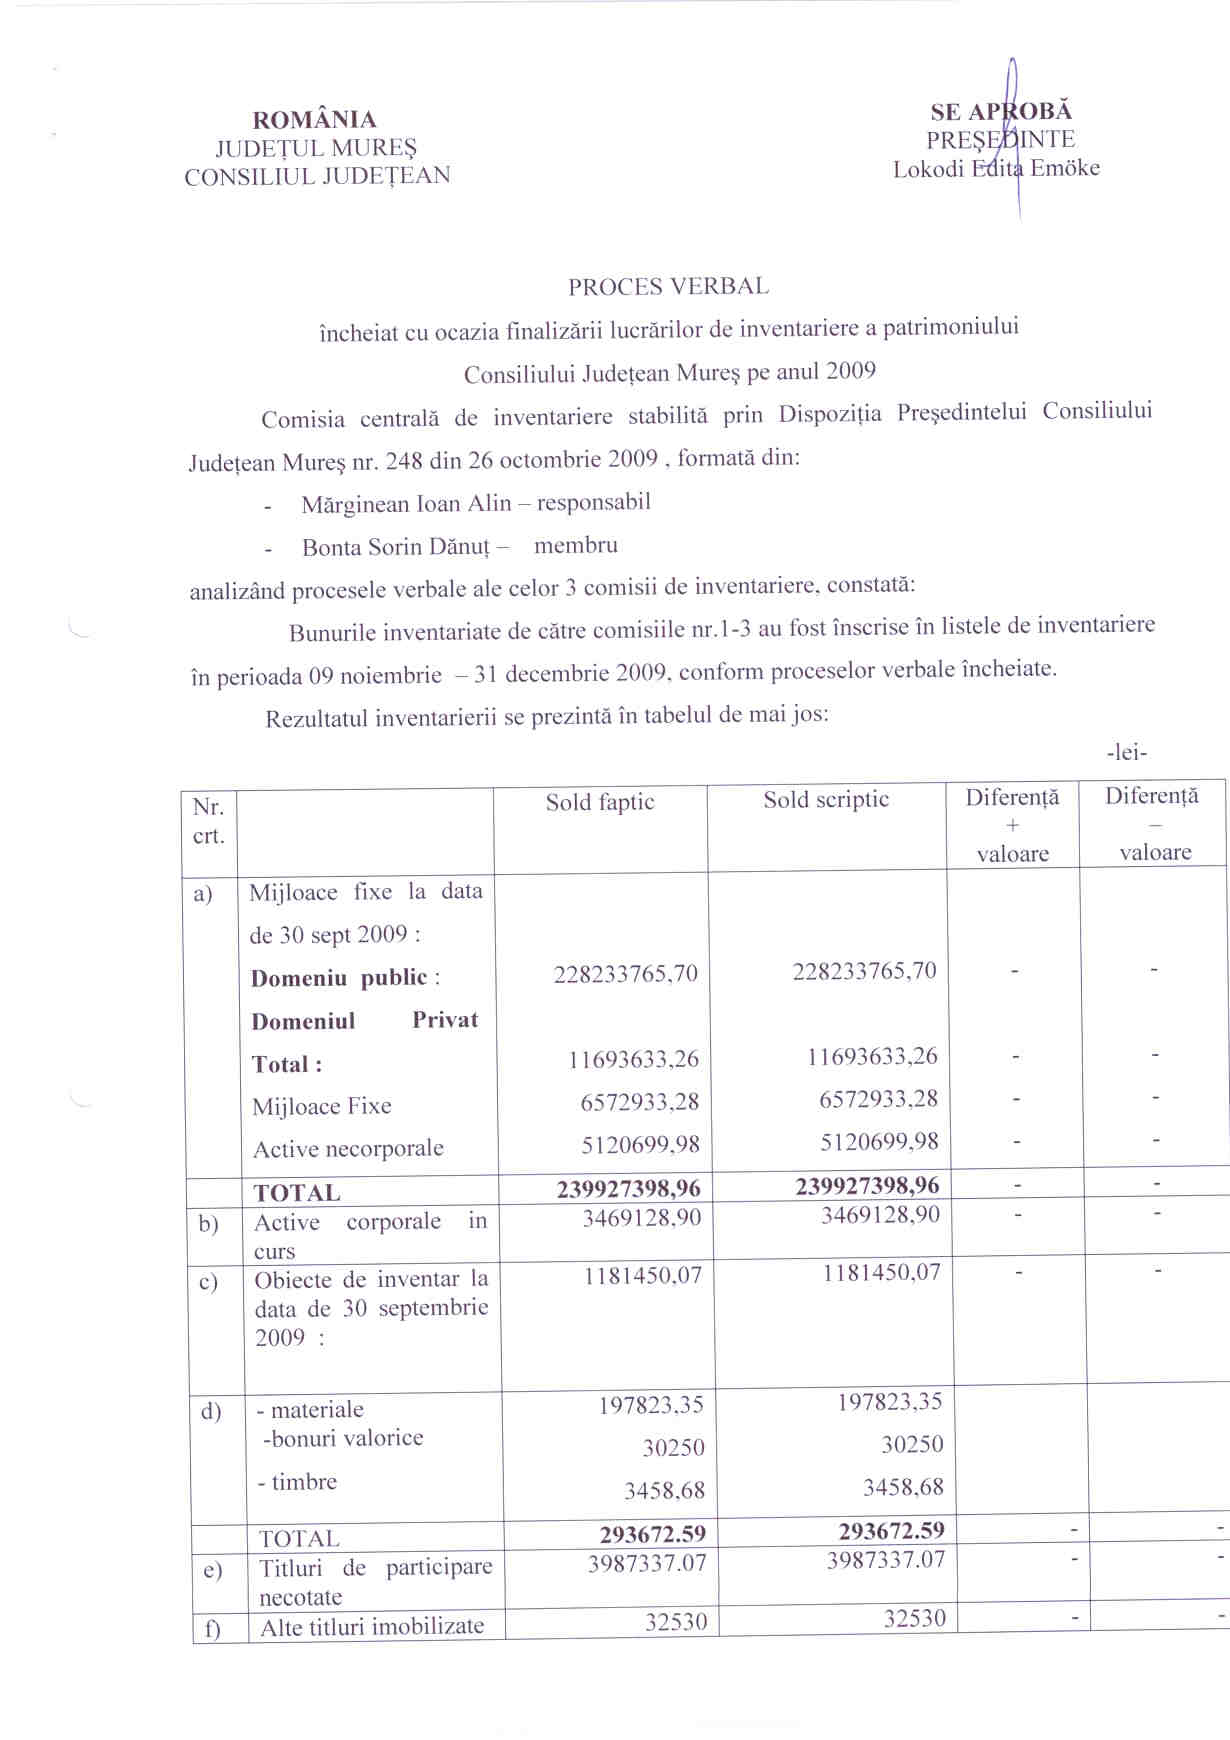 ROMÂNIA
JUDEȚUL MUREŞ
CONSILIUL JUDEȚEAN
SE APROBĂ
PREŞEDINTE
Lokodi Edita Emöke
PROCES VERBAL
încheiat cu ocazia finalizării lucrărilor de inventariere a patrimoniului
Consiliului Județean Mureş pe anul 2009
Comisia centrală de inventariere stabilită prin Dispoziția Preşedintelui Consiliului
Județean Mureş nr. 248 din 26 octombrie 2009 , formată din:
- Mărginean Ioan Alin – responsabil
- Bonta Sorin Dănuț – membru
analizând procesele verbale ale celor 3 comisii de inventariere, constată:
Bunurile inventariate de către comisiile nr.1-3 au fost înscrise în listele de inventariere
în perioada 09 noiembrie – 31 decembrie 2009, conform proceselor verbale încheiate.
Rezultatul inventarierii se prezintă în tabelul de mai jos:
-lei-
Nr. crt. Sold faptic Sold scriptic Diferență + valoare Diferență – valoare
a) Mijloace fixe la data
de 30 sept 2009 :
Domeniu public : 228233765,70 228233765,70 - -
Domeniul Privat
Total : 11693633,26 11693633,26 - -
Mijloace Fixe 6572933,28 6572933,28 - -
Active necorporale 5120699,98 5120699,98 - -
TOTAL 239927398,96 239927398,96 - -
b) Active corporale in 3469128,90 3469128,90 - -
curs
c) Obiecte de inventar la 1181450,07 1181450,07 - -
data de 30 septembrie
2009 :
d) - materiale 197823,35 197823,35
-bonuri valorice 30250 30250
- timbre 3458,68 3458,68
TOTAL 293672.59 293672.59 - -
e) Titluri de participare 3987337.07 3987337.07 - -
necotate
f) Alte titluri imobilizate 32530 32530 - -